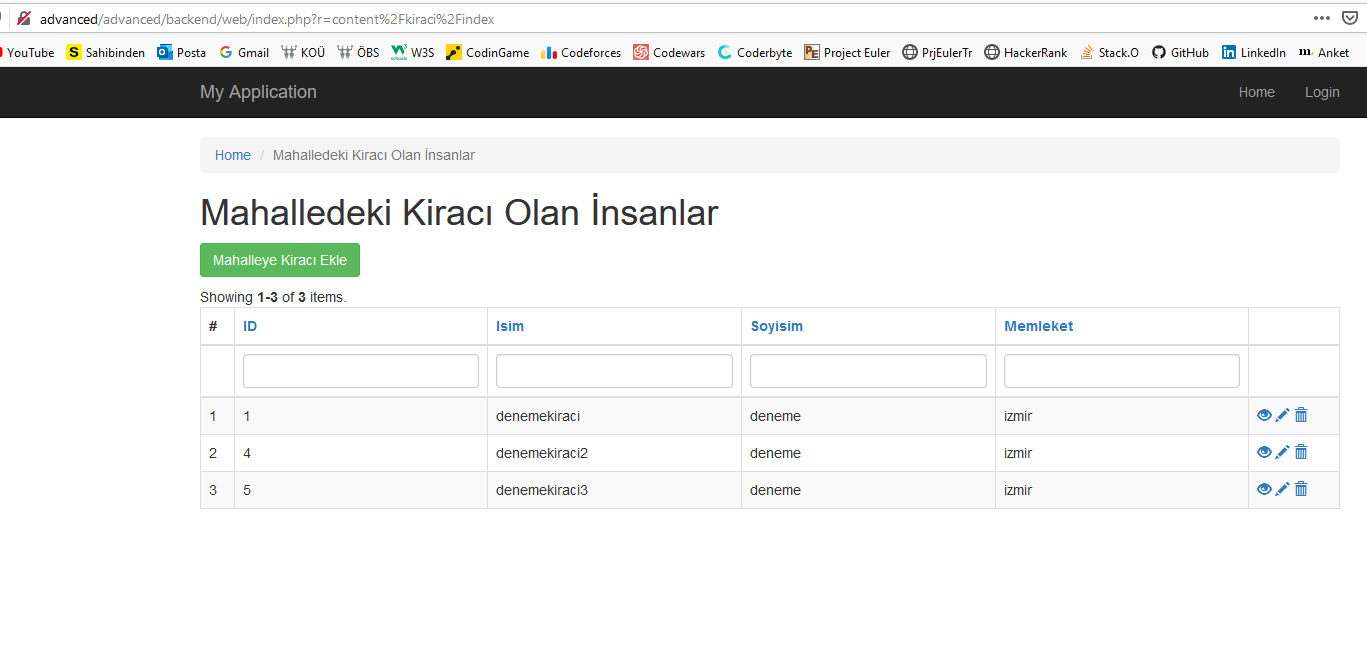 advanced/advanced/backend/web/index.php?r=content%2Fkiraci%2Findex
YouTube S Sahibinden Posta Gmail KOÜ ÖBS W3S CodinGame Codeforces Codewars Coderbyte PE Project Euler PrjEulerTr HackerRank Stack.O GitHub in LinkedIn m. Anket
My Application Home Login
Home / Mahalledeki Kiracı Olan İnsanlar
Mahalledeki Kiracı Olan İnsanlar
Mahalleye Kiracı Ekle
Showing 1-3 of 3 items.
# ID Isim Soyisim Memleket
1 1 denemekiraci deneme izmir
2 4 denemekiraci2 deneme izmir
3 5 denemekiraci3 deneme izmir